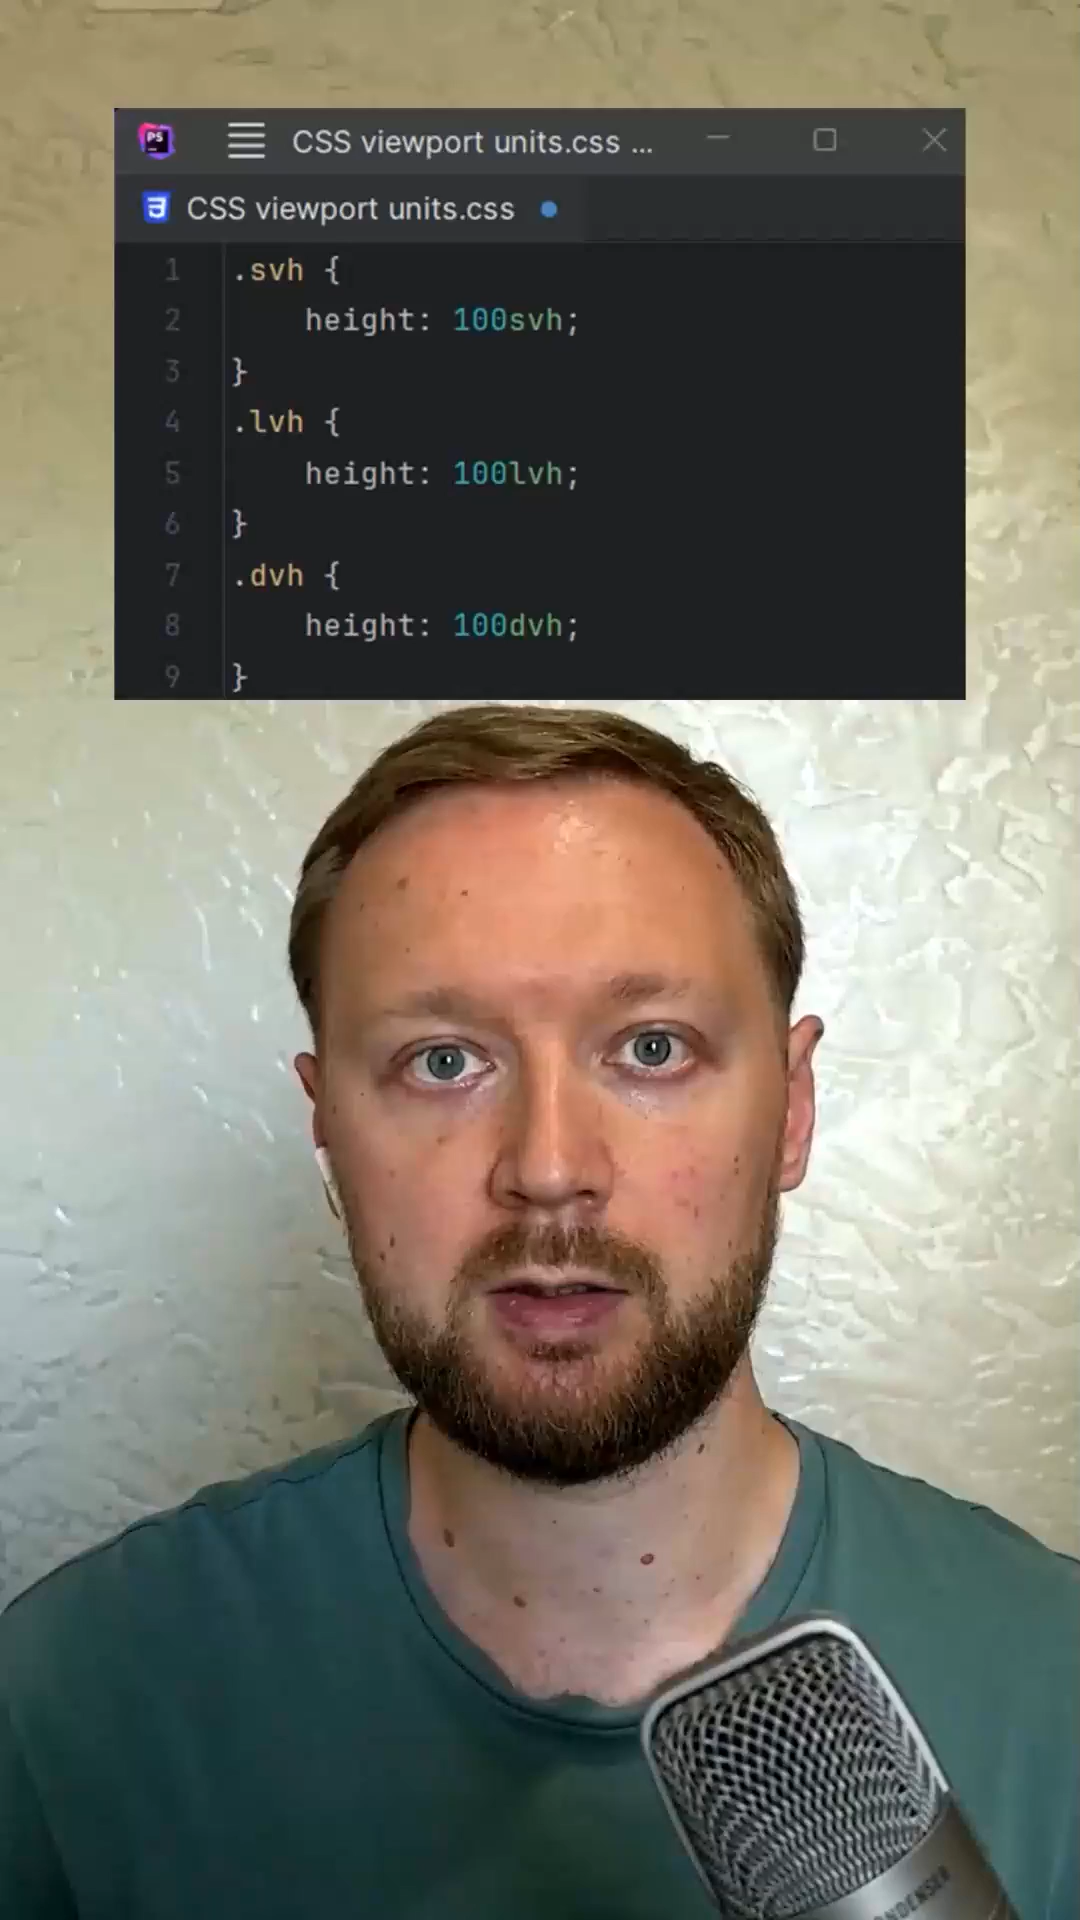 PS
CSS viewport units.css ...
CSS viewport units.css
1 .svh {
2 height: 100svh;
3 }
4 .lvh {
5 height: 100lvh;
6 }
7 .dvh {
8 height: 100dvh;
9 }